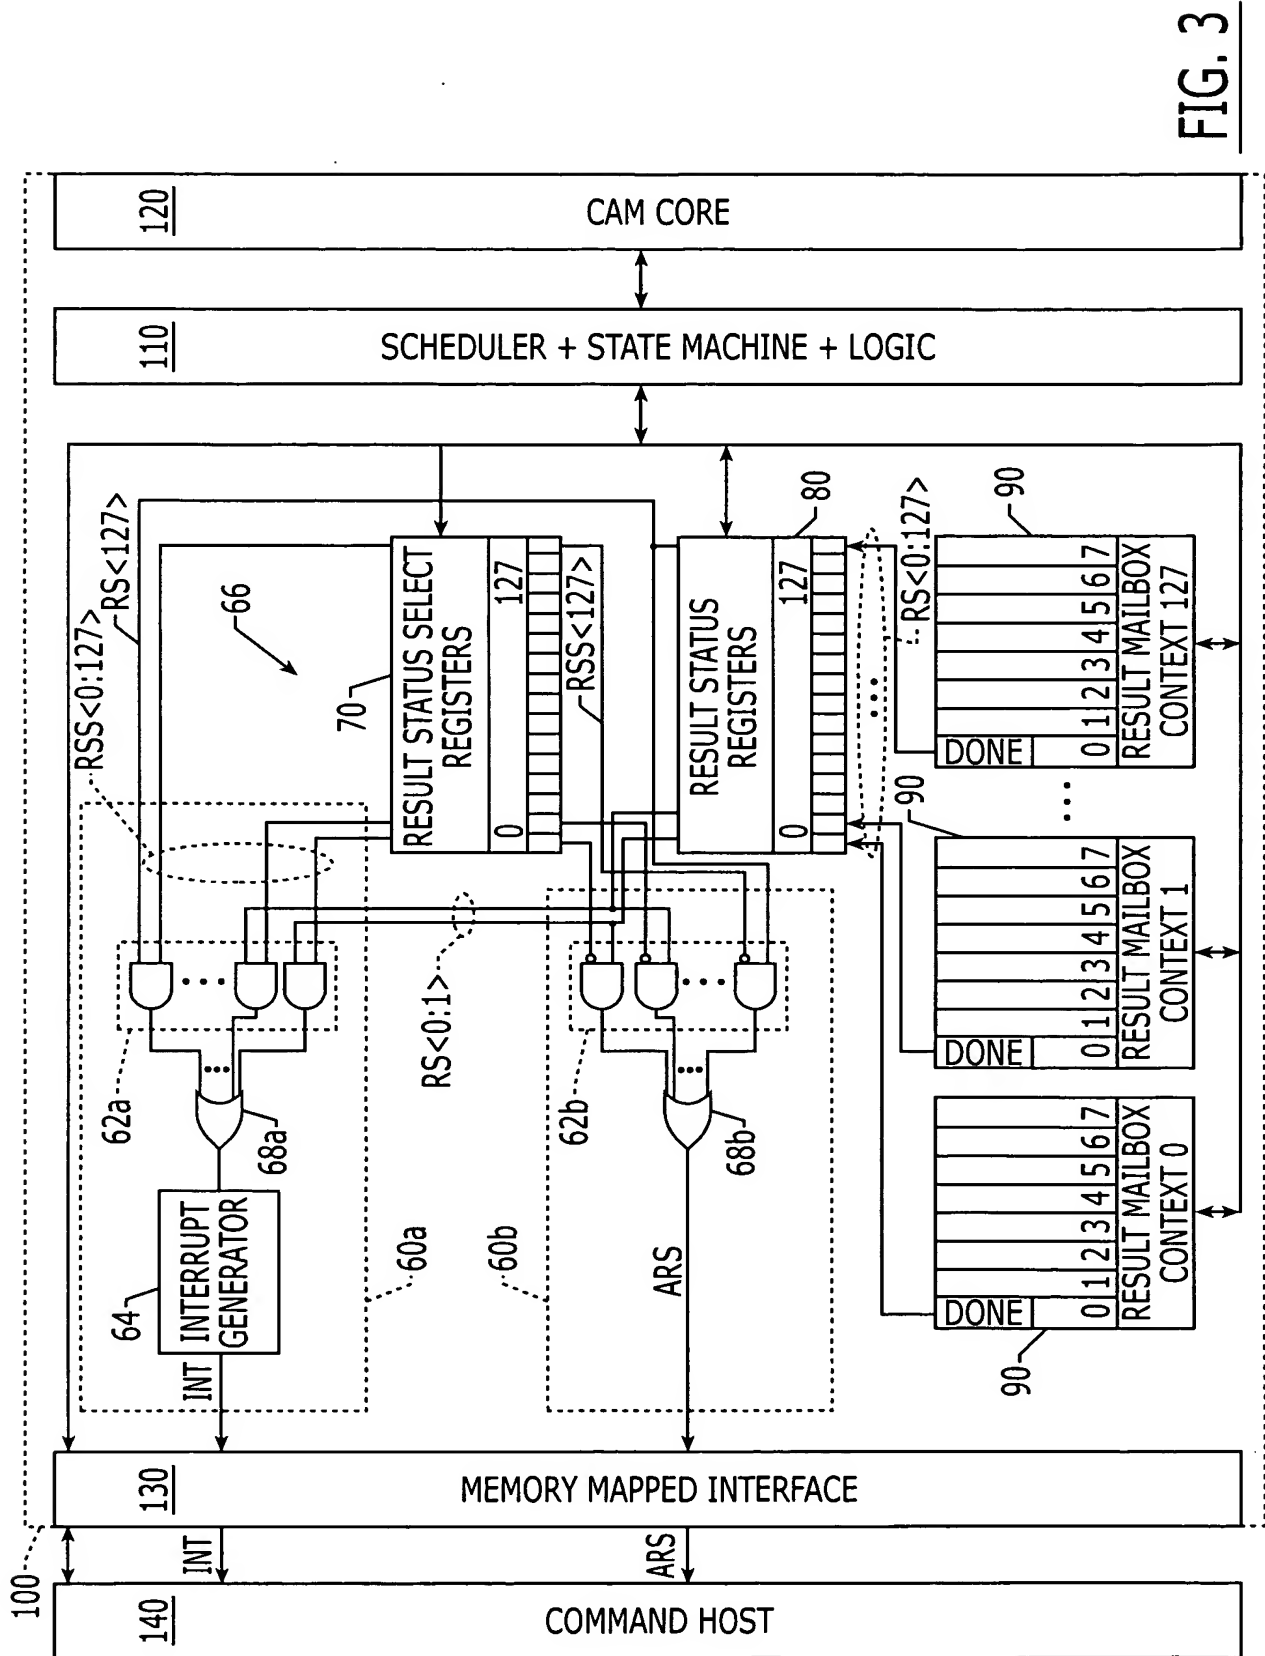 100
140
COMMAND HOST
INT
ARS
130
MEMORY MAPPED INTERFACE
INT
64
INTERRUPT
GENERATOR
60a
62a
68a
RSS<0:127>
RS<127>
66
70
RESULT STATUS SELECT
REGISTERS
0
127
RSS<127>
RS<0:1>
60b
ARS
62b
68b
RESULT STATUS
REGISTERS
0
127
80
RS<0:127>
90
DONE
0 1 2 3 4 5 6 7
RESULT MAILBOX
CONTEXT 0
90
DONE
0 1 2 3 4 5 6 7
RESULT MAILBOX
CONTEXT 1
90
DONE
0 1 2 3 4 5 6 7
RESULT MAILBOX
CONTEXT 127
110
SCHEDULER + STATE MACHINE + LOGIC
120
CAM CORE
FIG. 3